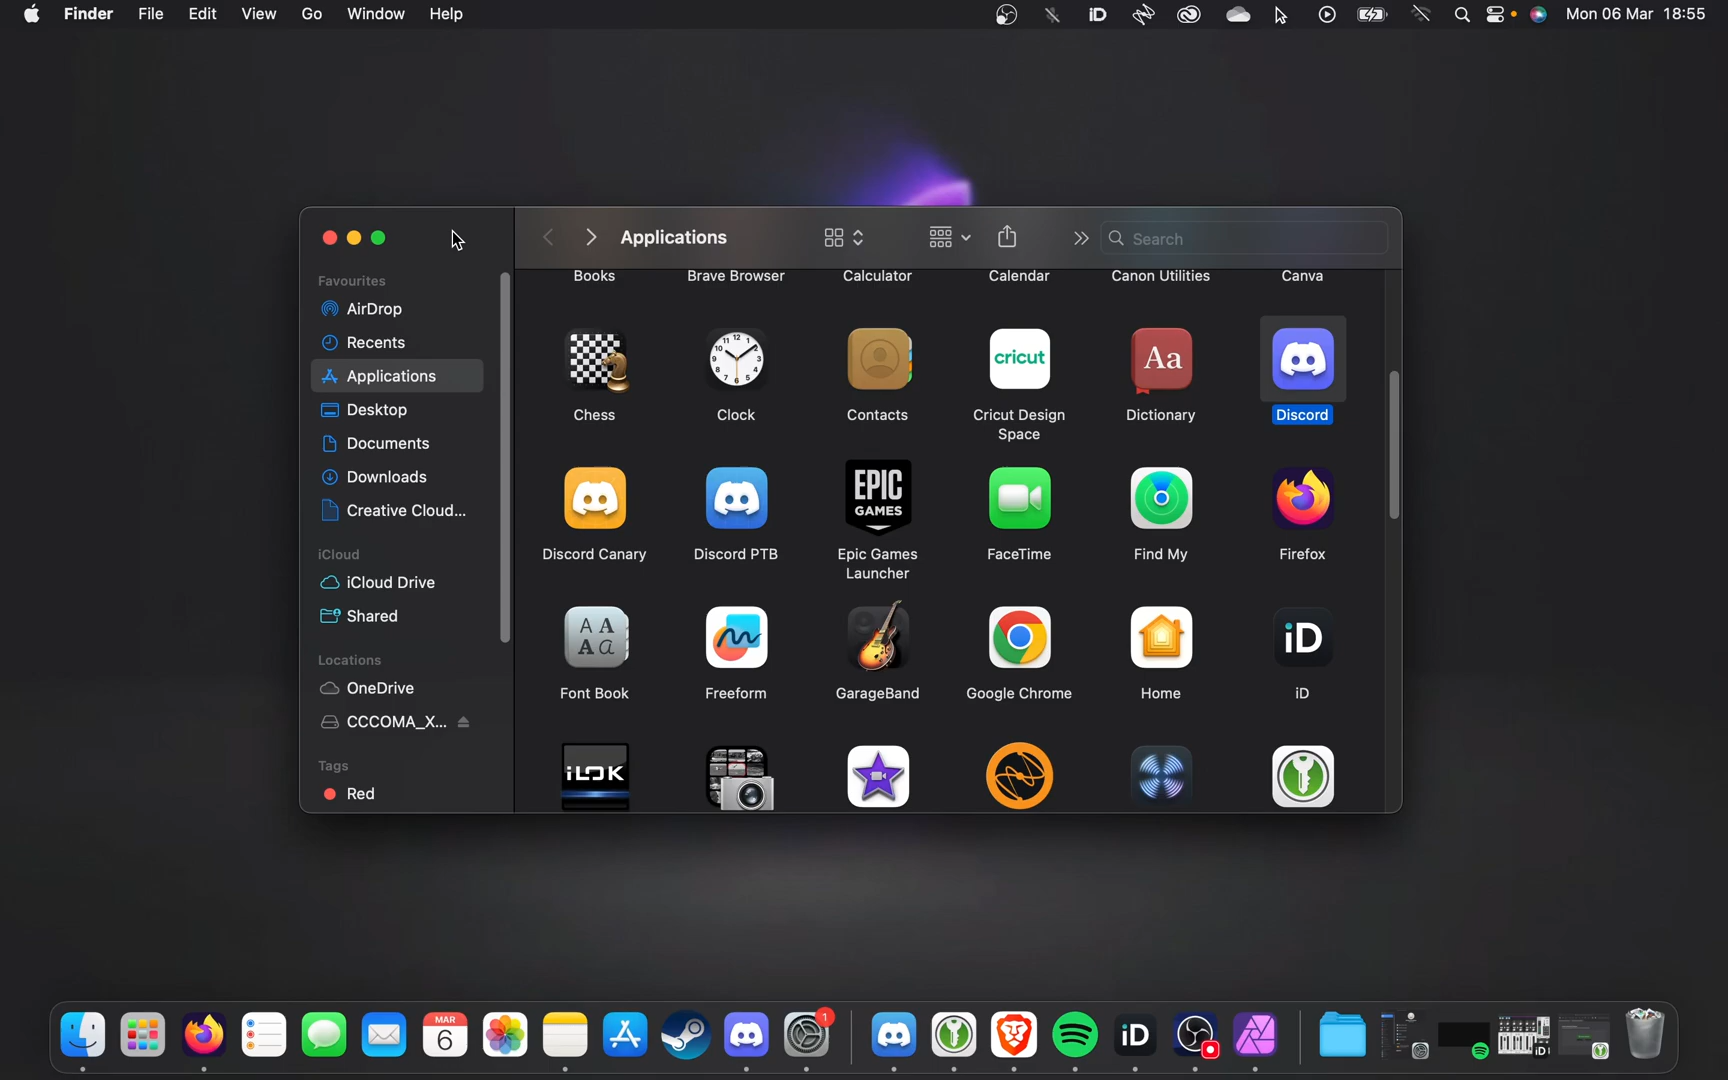 Finder File Edit View Go Window Help iD Mon 06 Mar 18:55
Applications
Search
Favourites
AirDrop
Recents
Applications
Desktop
Documents
Downloads
Creative Cloud...
iCloud
iCloud Drive
Shared
Locations
OneDrive
CCCOMA_X...
Tags
Red
Books Brave Browser Calculator Calendar Canon Utilities Canva
12
cricut
Aa
Chess Clock Contacts Cricut Design Dictionary Discord
Space
EPIC
GAMES
Discord Canary Discord PTB Epic Games FaceTime Find My Firefox
Launcher
A A
A a
iD
Font Book Freeform GarageBand Google Chrome Home iD
iLOK
MAR
6
1
iD
iD